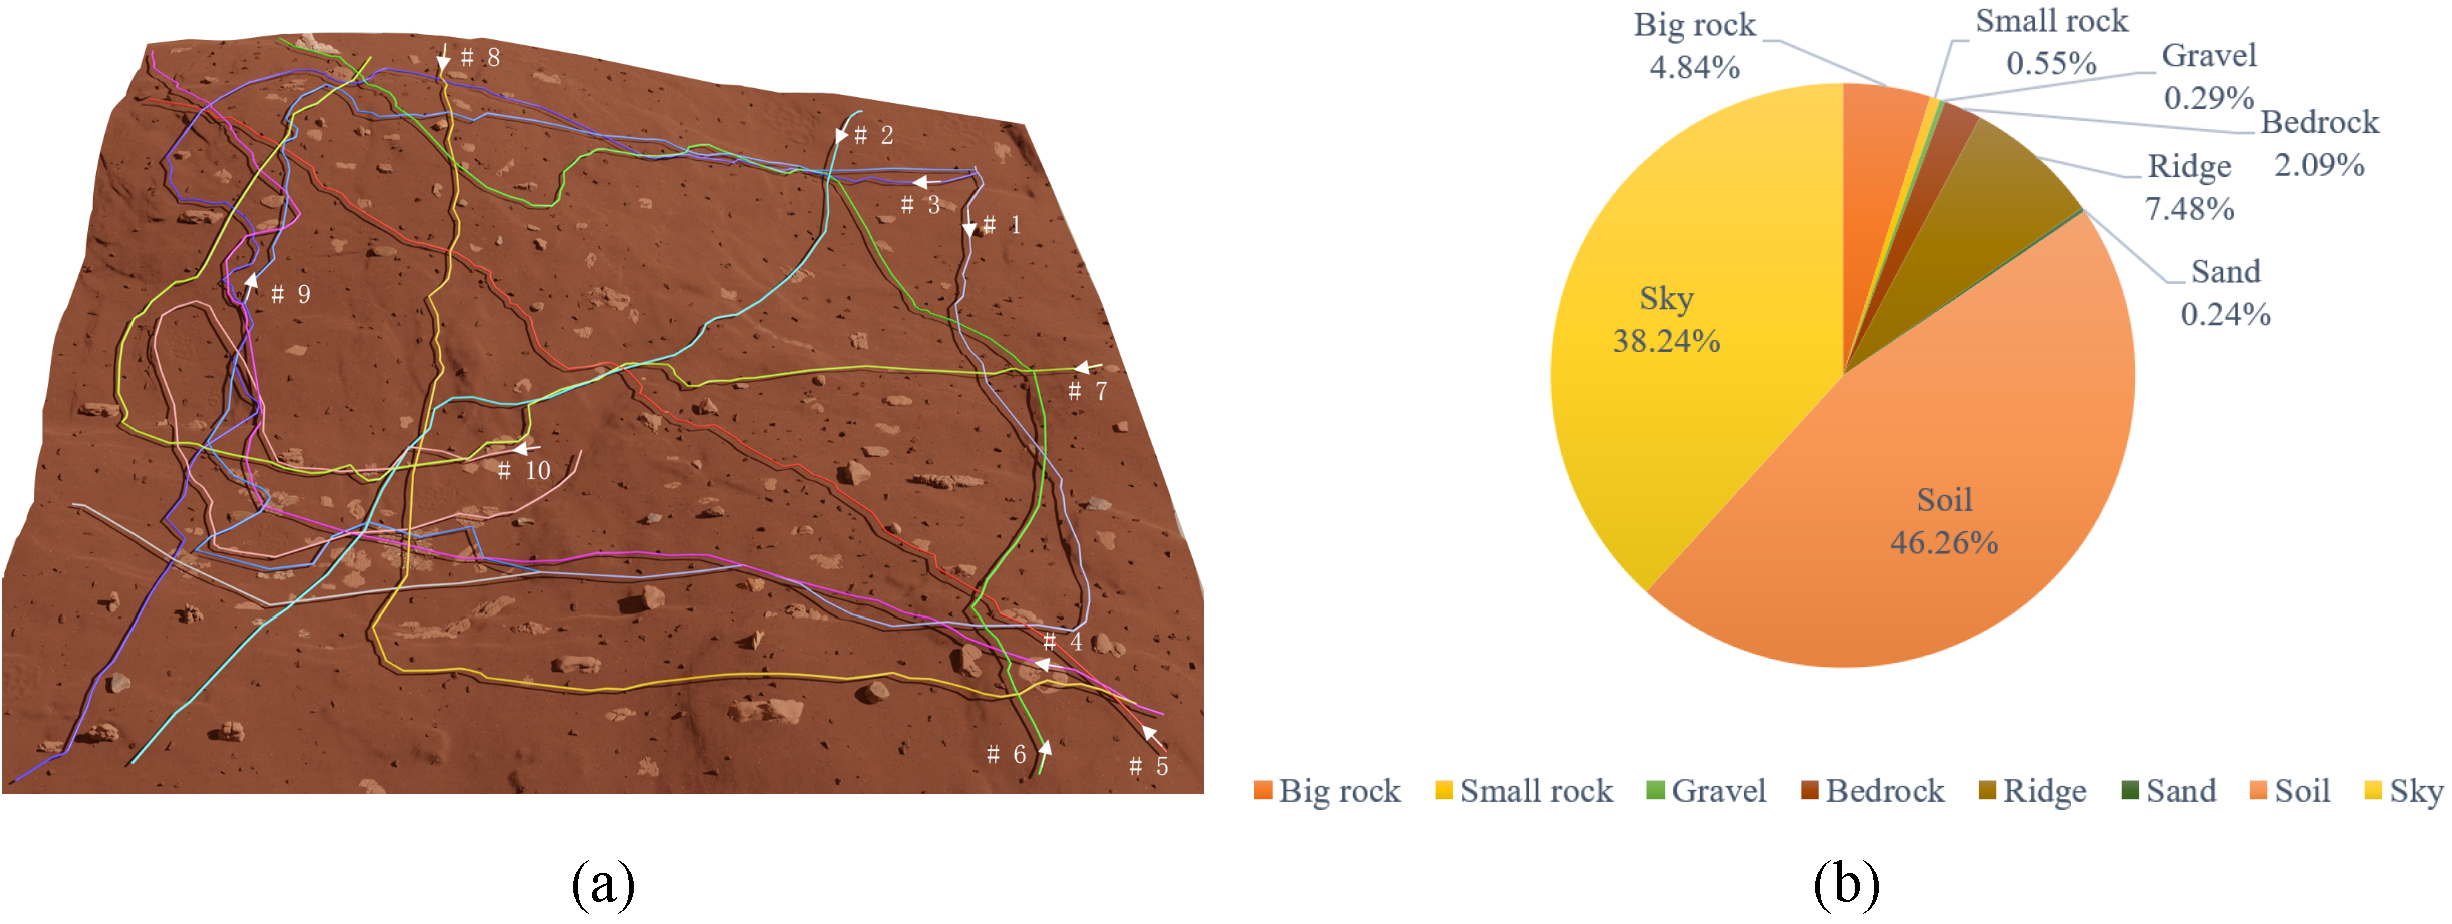 # 8
# 2
# 3
# 1
# 9
# 7
# 10
# 4
# 6
# 5
(a)
Big rock
4.84%
Small rock
0.55%
Gravel
0.29%
Bedrock
2.09%
Ridge
7.48%
Sand
0.24%
Sky
38.24%
Soil
46.26%
Big rock Small rock Gravel Bedrock Ridge Sand Soil Sky
(b)